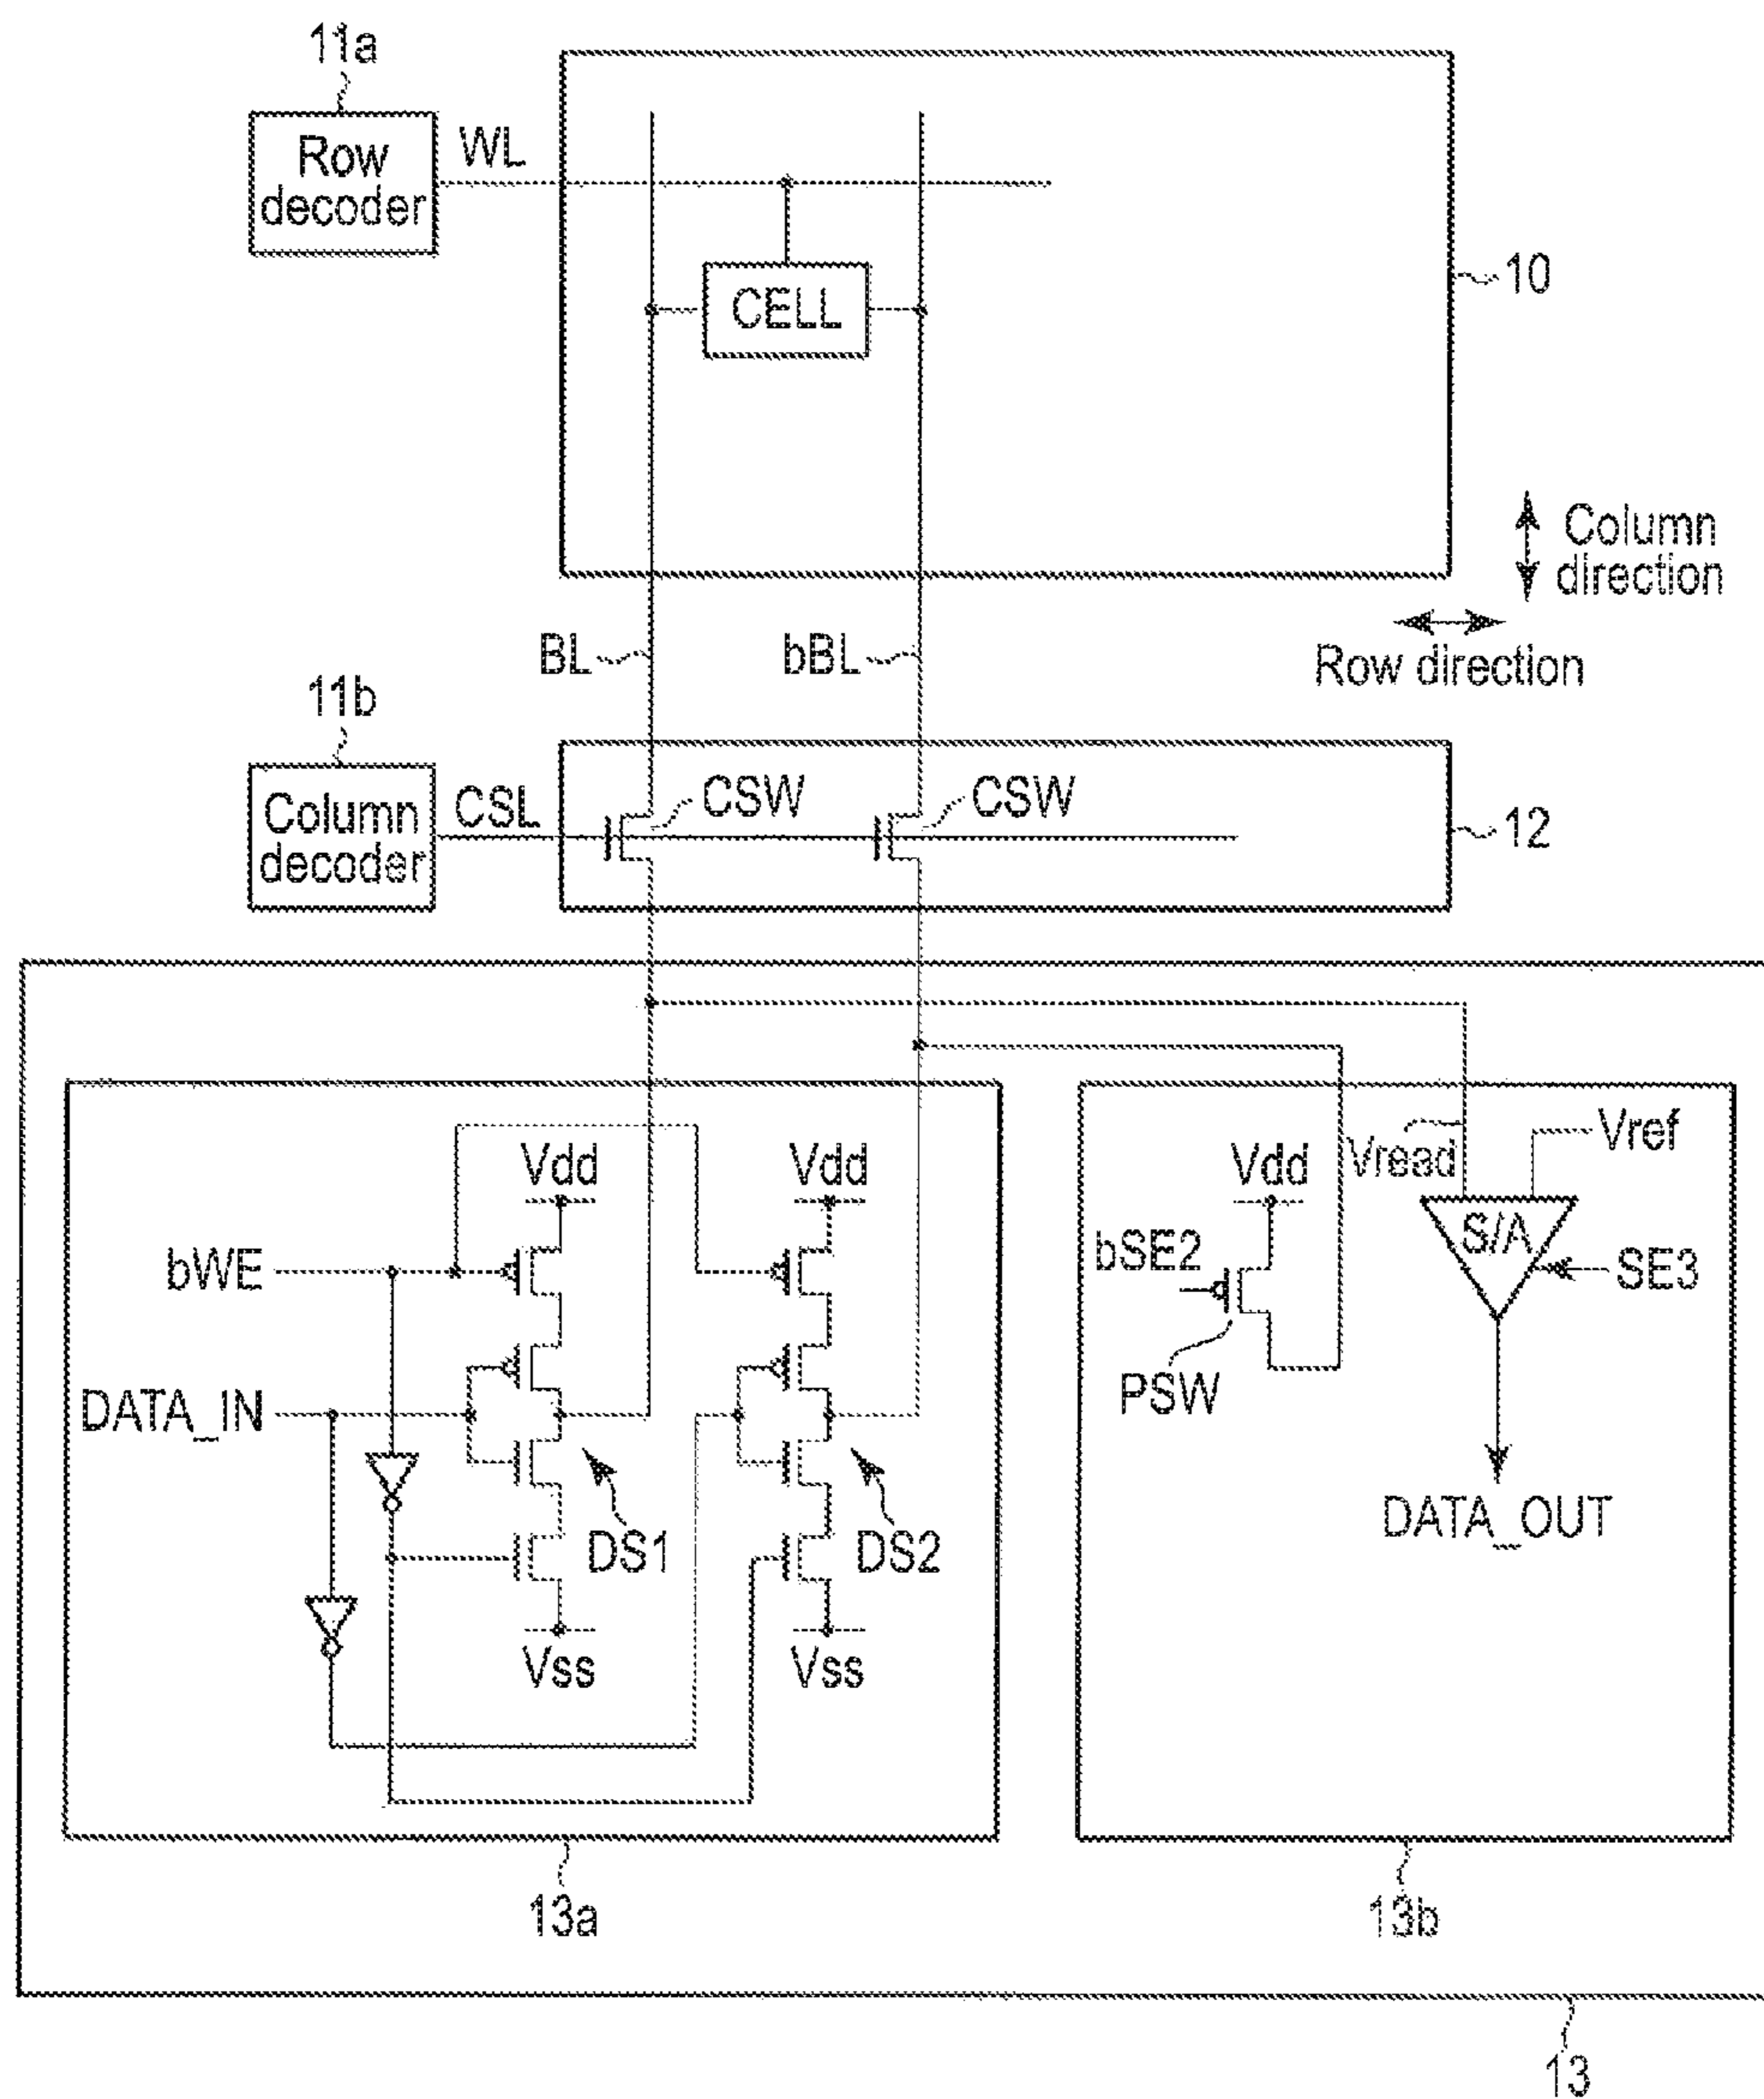 11a
Row
decoder
WL
CELL
10
Column
direction
Row direction
BL
bBL
11b
Column
decoder
CSL
CSW
CSW
12
Vdd
Vdd
bWE
DATA_IN
DS1
DS2
Vss
Vss
13a
Vref
Vread
Vdd
bSE2
S/A
SE3
PSW
DATA_OUT
13b
13